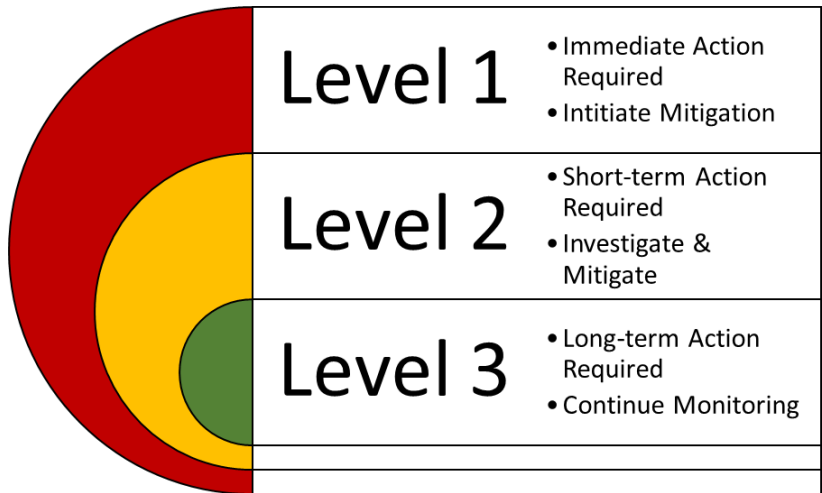 Level 1
• Immediate Action
Required
• Intitiate Mitigation
Level 2
• Short-term Action
Required
• Investigate &
Mitigate
Level 3
• Long-term Action
Required
• Continue Monitoring